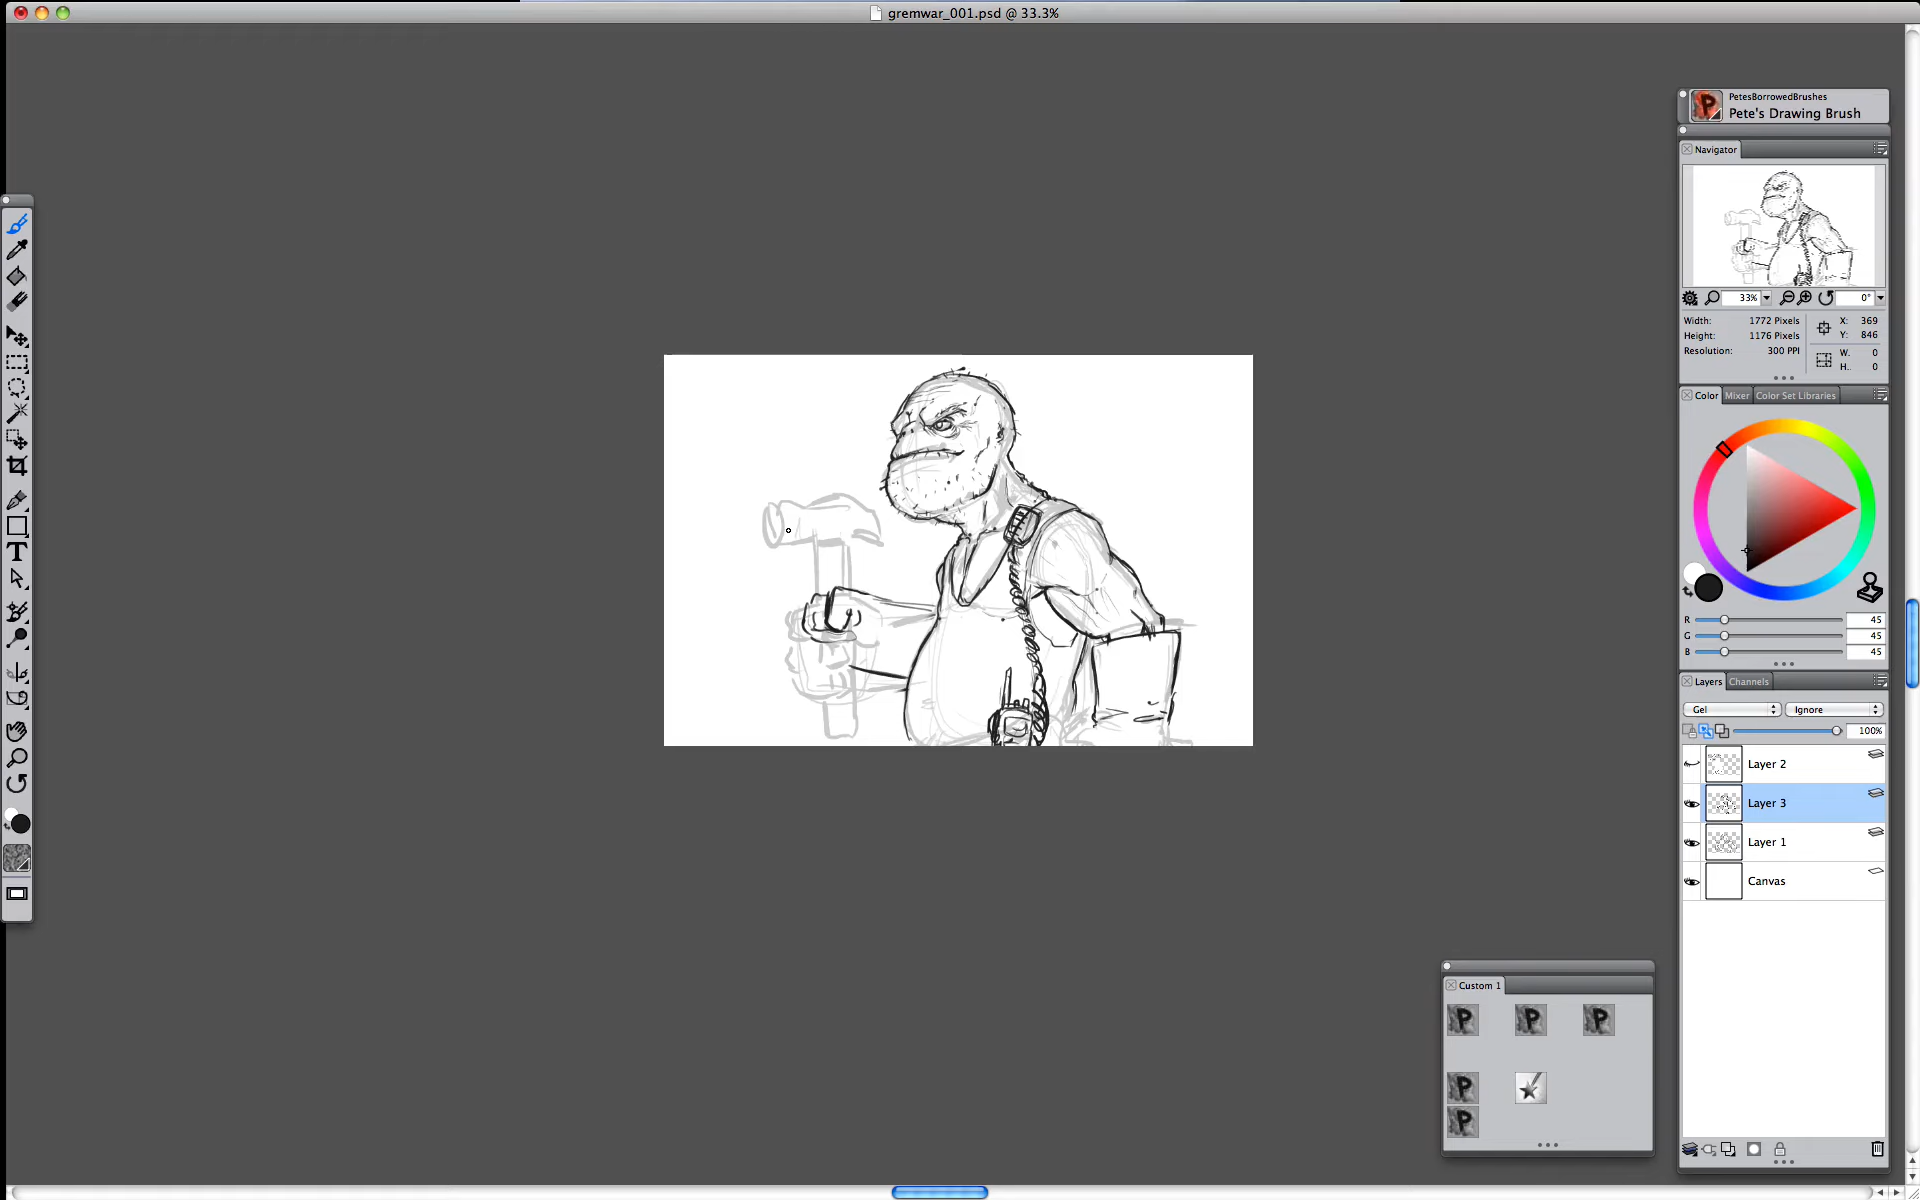 gremwar_001.psd @ 33.3%
PetesBorrowedBrushes
Pete's Drawing Brush
Navigator
33%
0°
Width: 1772 Pixels X: 369
Height: 1176 Pixels Y: 846
Resolution: 300 PPI W. 0
H.. 0
Color Mixer Color Set Libraries
R 45
G 45
B 45
Layers Channels
Gel Ignore
100%
Layer 2
Layer 3
Layer 1
Canvas
Custom 1
P P P
P
P
T